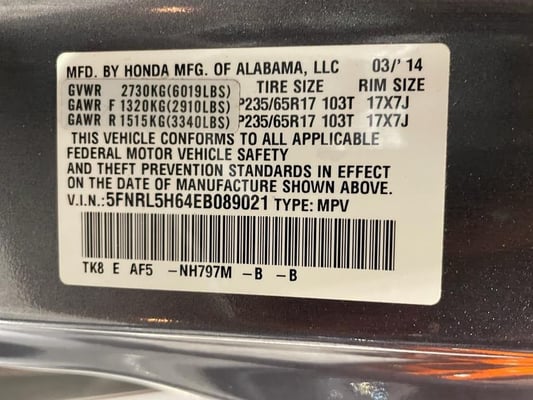 MFD. BY HONDA MFG. OF ALABAMA, LLC 03/'14
GVWR 2730KG(6019LBS) TIRE SIZE RIM SIZE
GAWR F 1320KG(2910LBS) P235/65R17 103T 17X7J
GAWR R 1515KG(3340LBS) P235/65R17 103T 17X7J
THIS VEHICLE CONFORMS TO ALL APPLICABLE
FEDERAL MOTOR VEHICLE SAFETY
AND THEFT PREVENTION STANDARDS IN EFFECT
ON THE DATE OF MANUFACTURE SHOWN ABOVE.
V.I.N.:5FNRL5H64EB089021 TYPE: MPV
TK8 E AF5 -NH797M -B -B